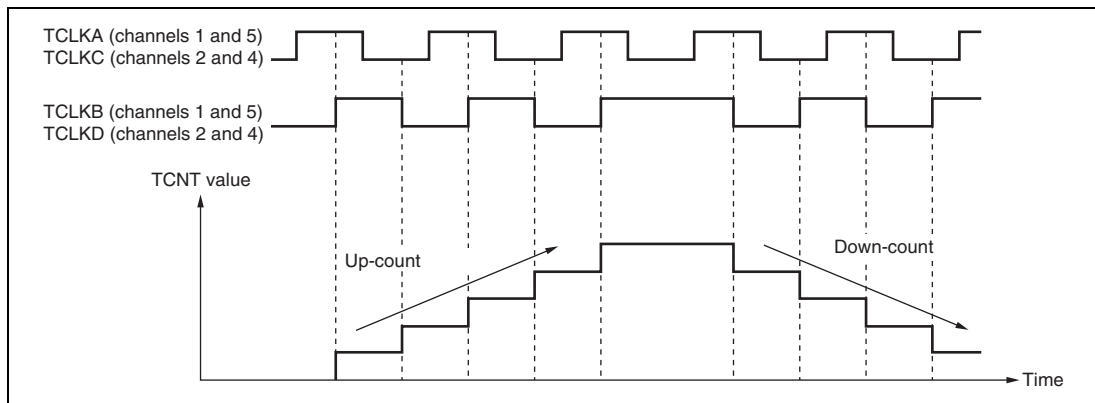 TCLKA (channels 1 and 5)
TCLKC (channels 2 and 4)
TCLKB (channels 1 and 5)
TCLKD (channels 2 and 4)
TCNT value
Up-count
Down-count
Time